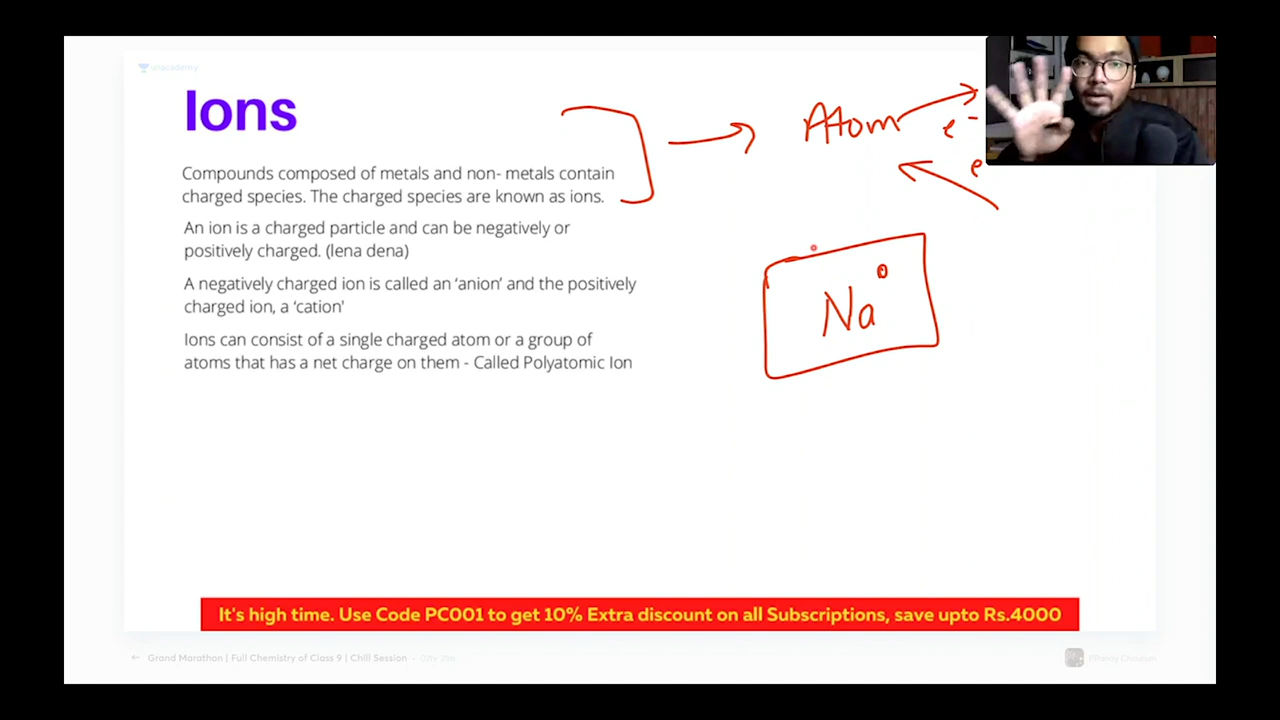 unacademy
Ions
Compounds composed of metals and non- metals contain
charged species. The charged species are known as ions.
An ion is a charged particle and can be negatively or
positively charged. (lena dena)
A negatively charged ion is called an ‘anion’ and the positively
charged ion, a ‘cation'
Ions can consist of a single charged atom or a group of
atoms that has a net charge on them - Called Polyatomic Ion
Atom
e-
e
Na⁰
It's high time. Use Code PC001 to get 10% Extra discount on all Subscriptions, save upto Rs.4000
Grand Marathon | Full Chemistry of Class 9 | Chill Session